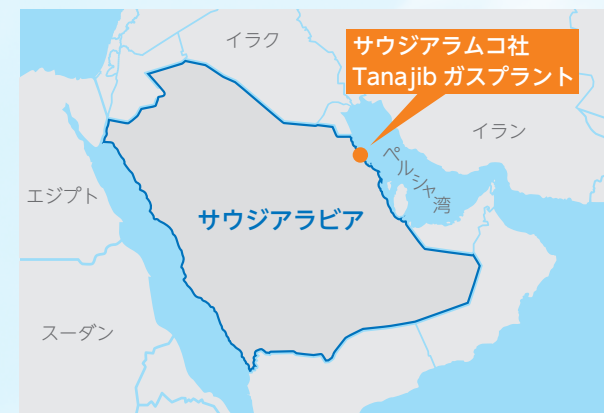 イラク
サウジアラムコ社
Tanajib ガスプラント
イラン
ペルシャ湾
エジプト
サウジアラビア
スーダン